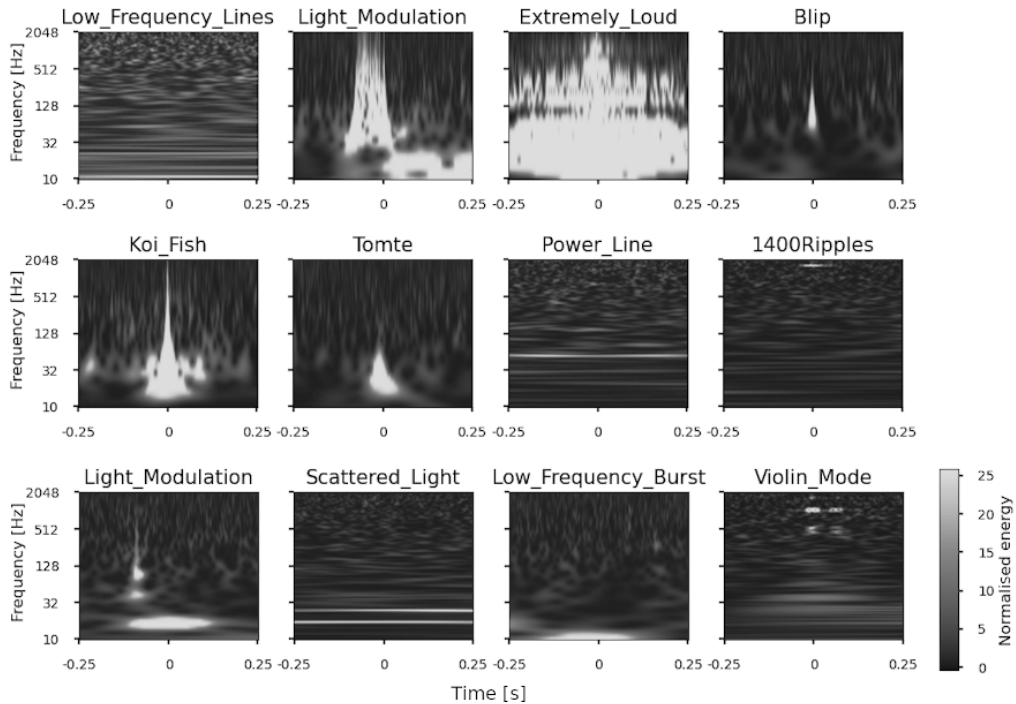 Low_Frequency_Lines Light_Modulation Extremely_Loud Blip
2048
512
128
32
10
Frequency [Hz]
-0.25 0 0.25 -0.25 0 0.25 -0.25 0 0.25 -0.25 0 0.25
Koi_Fish Tomte Power_Line 1400Ripples
2048
512
128
32
10
Frequency [Hz]
-0.25 0 0.25 -0.25 0 0.25 -0.25 0 0.25 -0.25 0 0.25
Light_Modulation Scattered_Light Low_Frequency_Burst Violin_Mode
2048
512
128
32
10
Frequency [Hz]
-0.25 0 0.25 -0.25 0 0.25 -0.25 0 0.25 -0.25 0 0.25
25
20
15
10
5
0
Normalised energy
Time [s]